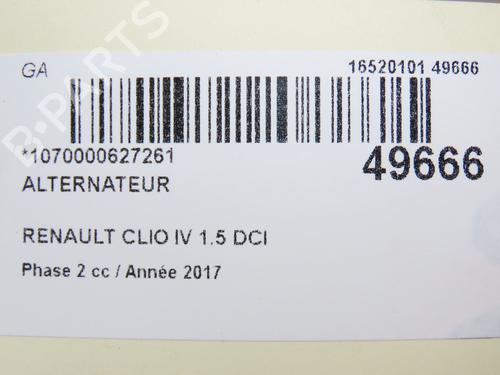 GA
16520101 49666
*1070000627261
49666
ALTERNATEUR
RENAULT CLIO IV 1.5 DCI
Phase 2 cc / Année 2017
B-PARTS